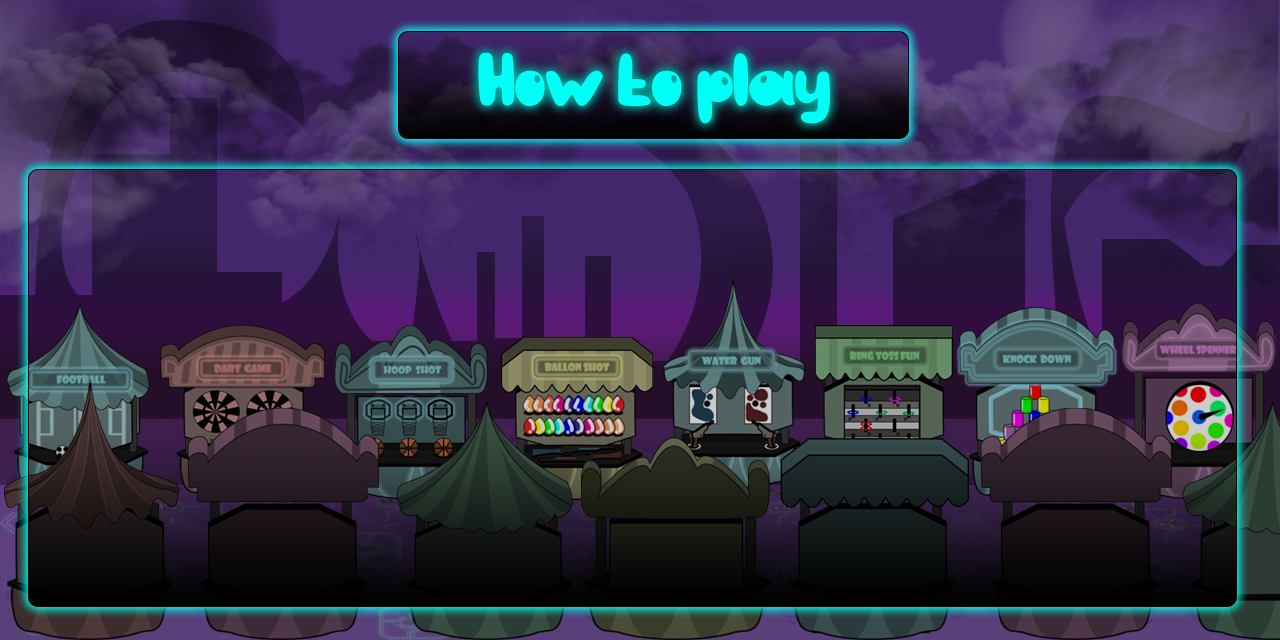 How to play
FOOTBALL
DART GAME
HOOP SHOT
BALLON SHOT
WATER GUN
RING TOSS FUN
KNOCK DOWN
WHEEL SPINNER